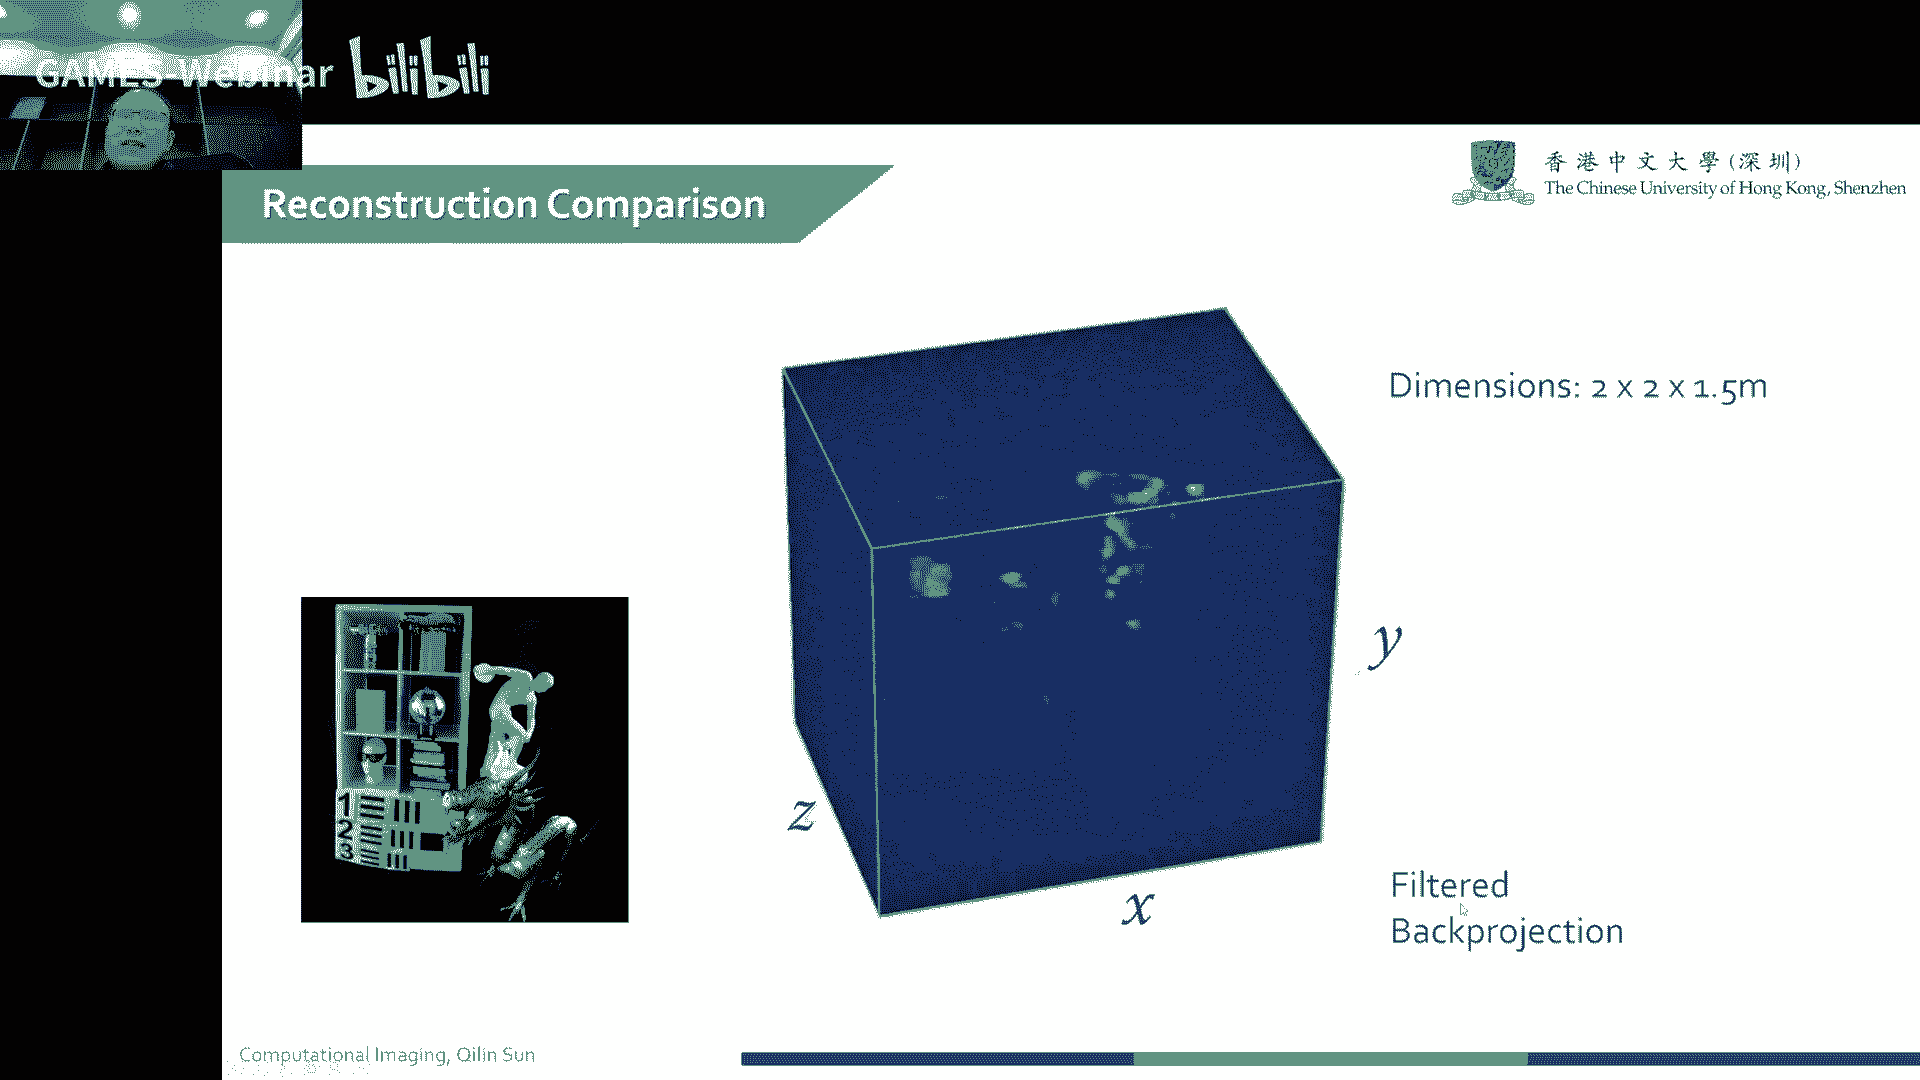 GAMES-Webinar bilibili
香港中文大學(深圳)
The Chinese University of Hong Kong, Shenzhen
Reconstruction Comparison
Dimensions: 2 x 2 x 1.5m
y
z
x
1
2
3
Filtered
Backprojection
Computational Imaging, Qilin Sun